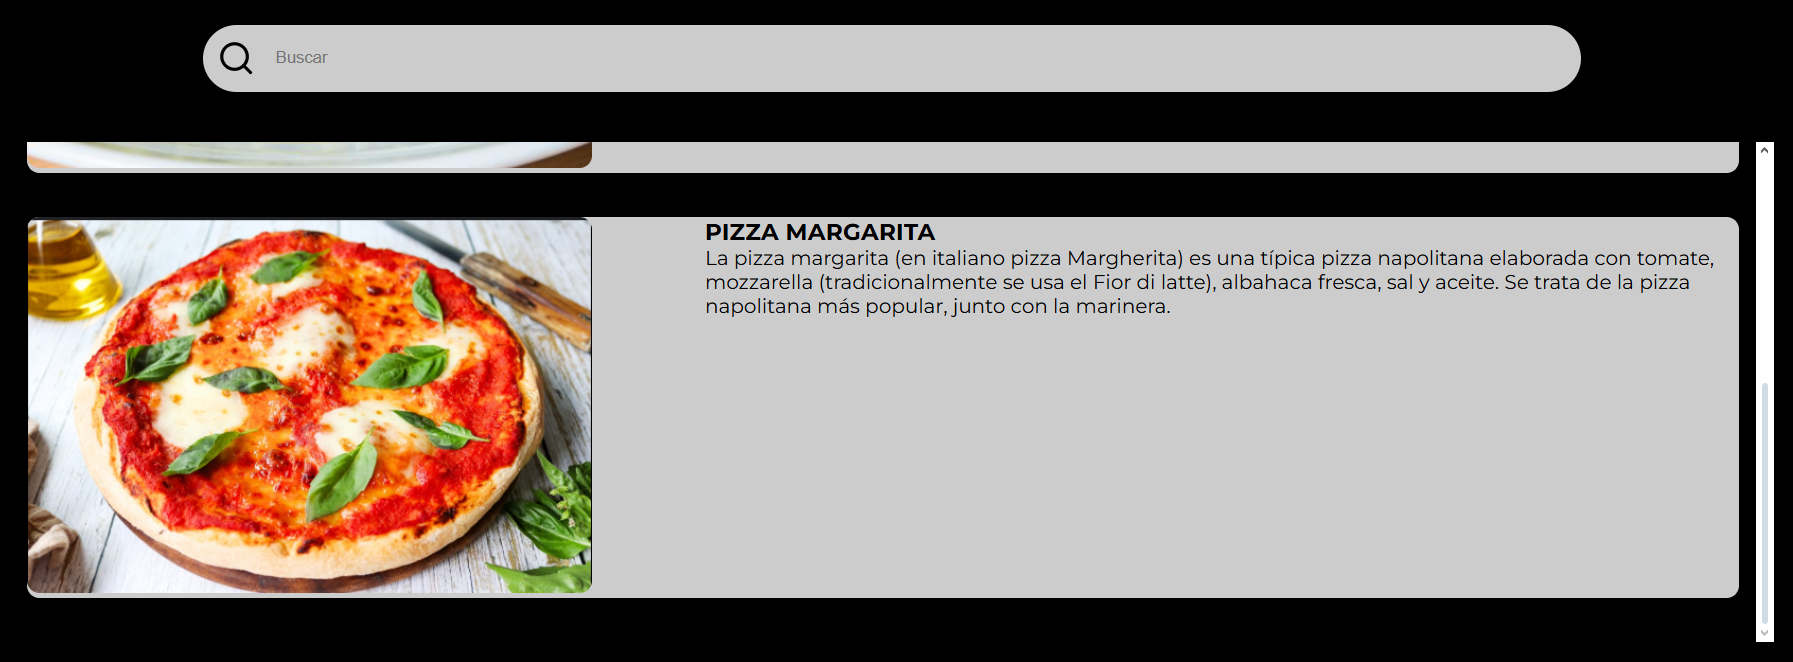 Buscar
PIZZA MARGARITA
La pizza margarita (en italiano pizza Margherita) es una típica pizza napolitana elaborada con tomate,
mozzarella (tradicionalmente se usa el Fior di latte), albahaca fresca, sal y aceite. Se trata de la pizza
napolitana más popular, junto con la marinera.